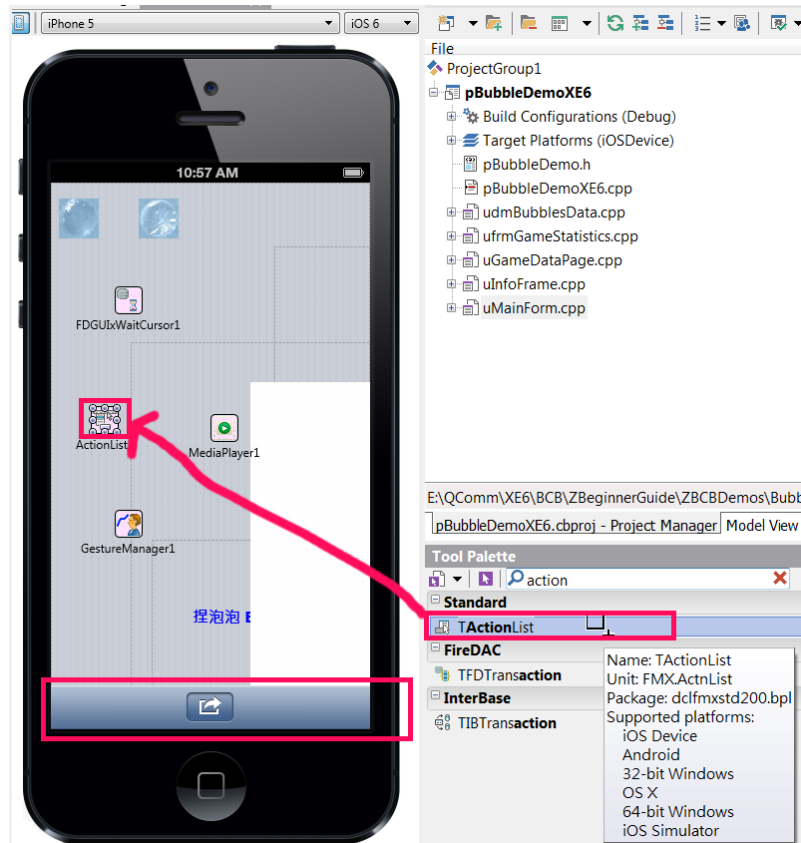 iPhone 5
iOS 6
10:57 AM
FDGUIxWaitCursor1
ActionList
MediaPlayer1
GestureManager1
捏泡泡
File
ProjectGroup1
pBubbleDemoXE6
Build Configurations (Debug)
Target Platforms (iOSDevice)
pBubbleDemo.h
pBubbleDemoXE6.cpp
udmBubblesData.cpp
ufrmGameStatistics.cpp
uGameDataPage.cpp
uInfoFrame.cpp
uMainForm.cpp
E:\QComm\XE6\BCB\ZBeginnerGuide\ZBCBDemos\Bubb
pBubbleDemoXE6.cbproj - Project Manager
Model View
Tool Palette
action
Standard
TActionList
FireDAC
TFDTransaction
InterBase
TIBTransaction
Name: TActionList
Unit: FMX.ActnList
Package: dclfmxstd200.bpl
Supported platforms:
iOS Device
Android
32-bit Windows
OS X
64-bit Windows
iOS Simulator